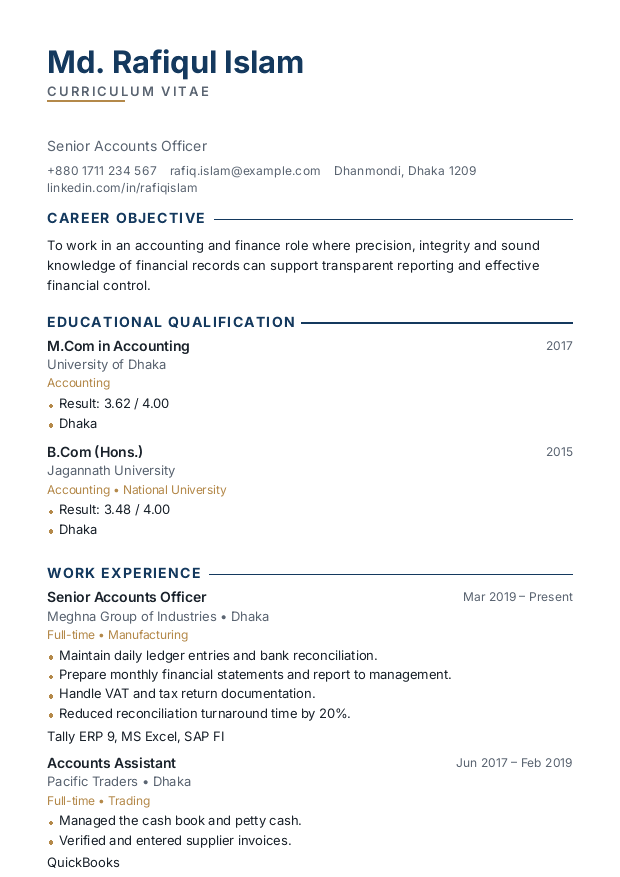 Md. Rafiqul Islam
CURRICULUM VITAE
Senior Accounts Officer
+880 1711 234 567 rafiq.islam@example.com Dhanmondi, Dhaka 1209
linkedin.com/in/rafiqislam
CAREER OBJECTIVE
To work in an accounting and finance role where precision, integrity and sound
knowledge of financial records can support transparent reporting and effective
financial control.
EDUCATIONAL QUALIFICATION
M.Com in Accounting 2017
University of Dhaka
Accounting
• Result: 3.62 / 4.00
• Dhaka
B.Com (Hons.) 2015
Jagannath University
Accounting • National University
• Result: 3.48 / 4.00
• Dhaka
WORK EXPERIENCE
Senior Accounts Officer Mar 2019 – Present
Meghna Group of Industries • Dhaka
Full-time • Manufacturing
• Maintain daily ledger entries and bank reconciliation.
• Prepare monthly financial statements and report to management.
• Handle VAT and tax return documentation.
• Reduced reconciliation turnaround time by 20%.
Tally ERP 9, MS Excel, SAP FI
Accounts Assistant Jun 2017 – Feb 2019
Pacific Traders • Dhaka
Full-time • Trading
• Managed the cash book and petty cash.
• Verified and entered supplier invoices.
QuickBooks